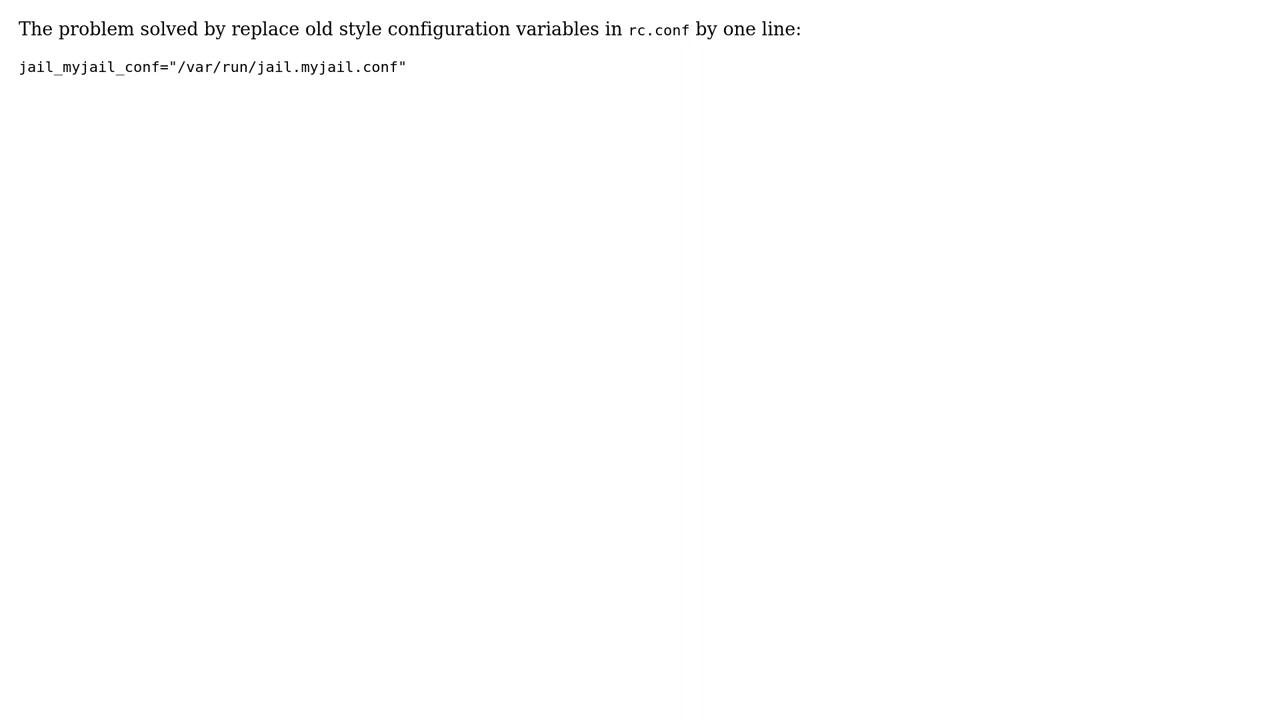 The problem solved by replace old style configuration variables in rc.conf by one line:
jail_myjail_conf="/var/run/jail.myjail.conf"